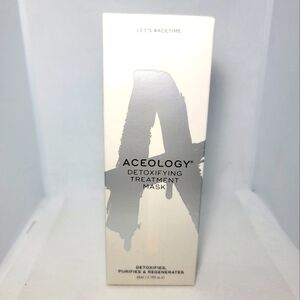 LET'S #ACETIME
ACEOLOGY®
DETOXIFYING
TREATMENT
MASK
DETOXIFIES,
PURIFIES & REGENERATES